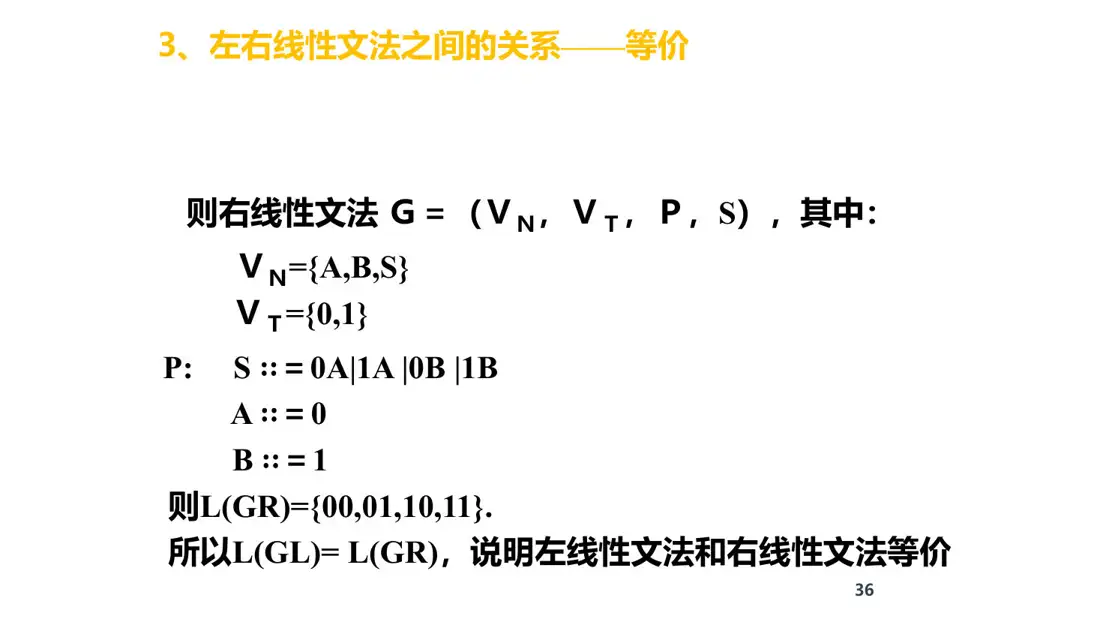 3、左右线性文法之间的关系——等价
则右线性文法 G =（V N， V T， P，S），其中：
V N={A,B,S}
V T={0,1}
P: S ∷= 0A|1A |0B |1B
A ∷= 0
B ∷= 1
则L(GR)={00,01,10,11}.
所以L(GL)= L(GR)，说明左线性文法和右线性文法等价
36